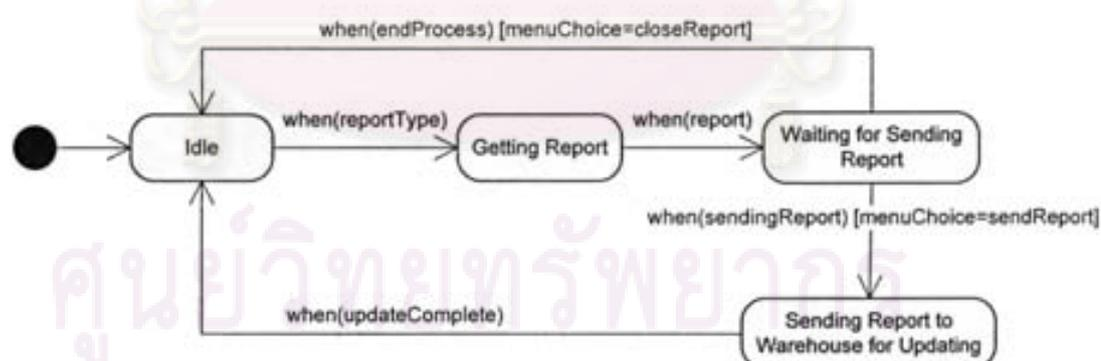 when(endProcess) [menuChoice=closeReport]
Idle
when(reportType)
Getting Report
when(report)
Waiting for Sending
Report
when(sendingReport) [menuChoice=sendReport]
ศูนย์วิทยทรัพยากร
when(updateComplete)
Sending Report to
Warehouse for Updating